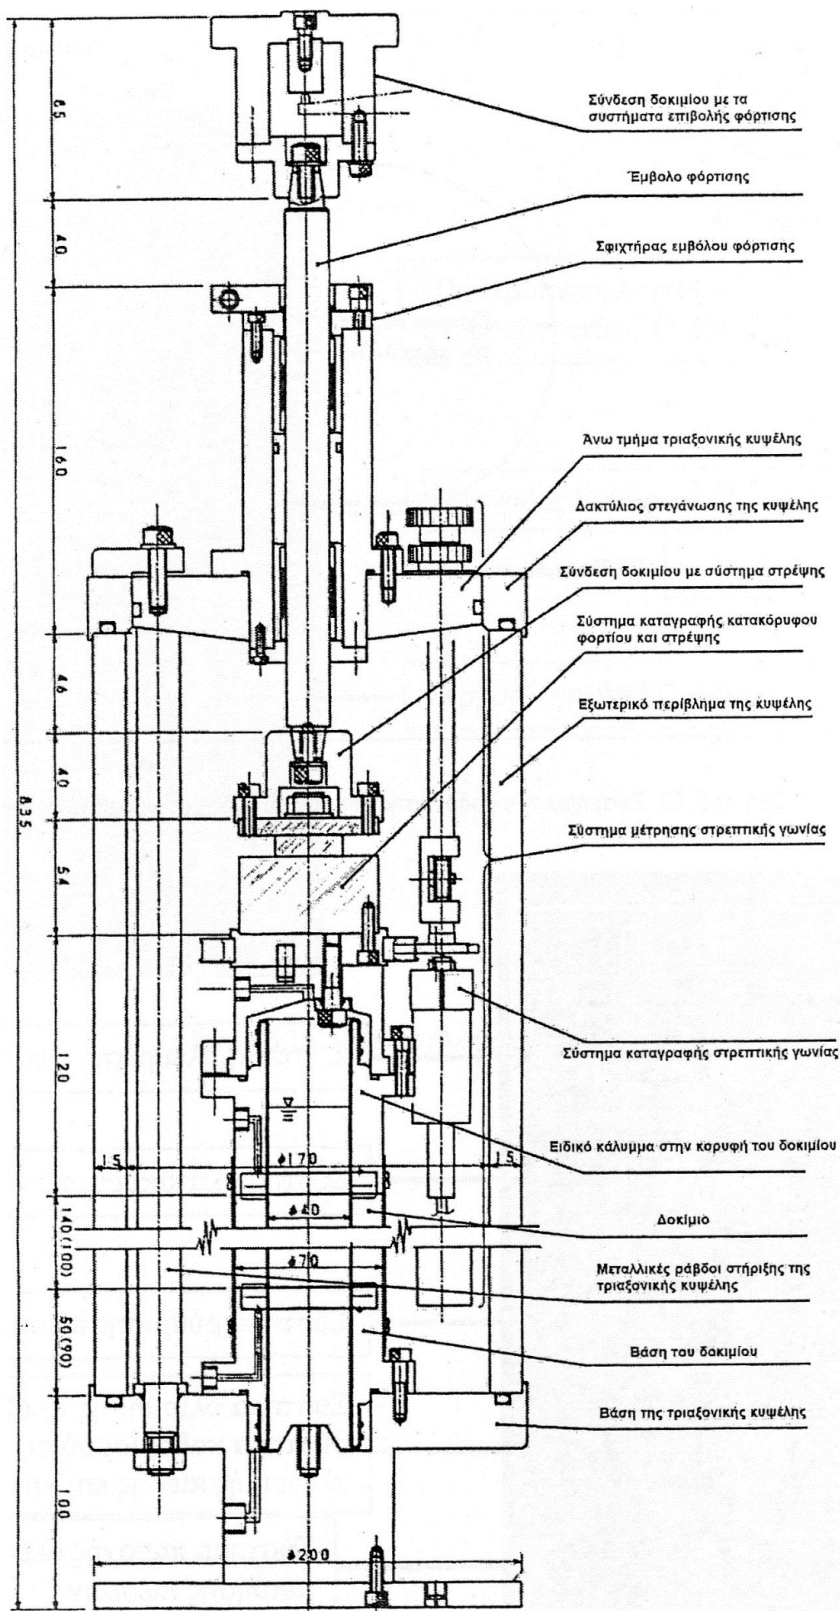 Σύνδεση δοκιμίου με τα
συστήματα επιβολής φόρτισης
Έμβολο φόρτισης
Σφιχτήρας εμβόλου φόρτισης
Άνω τμήμα τριαξονικής κυψέλης
Δακτύλιος στεγάνωσης της κυψέλης
Σύνδεση δοκιμίου με σύστημα στρέψης
Σύστημα καταγραφής κατακόρυφου
φορτίου και στρέψης
Εξωτερικό περίβλημα της κυψέλης
Σύστημα μέτρησης στρεπτικής γωνίας
Σύστημα καταγραφής στρεπτικής γωνίας
Ειδικό κάλυμμα στην κορυφή του δοκιμίου
Δοκίμιο
Μεταλλικές ράβδοι στήριξης της
τριαξονικής κυψέλης
Βάση του δοκιμίου
Βάση της τριαξονικής κυψέλης
835
85
40
160
46
40
54
120
140(100)
50(90)
100
15
φ170
15
φ40
φ70
φ200